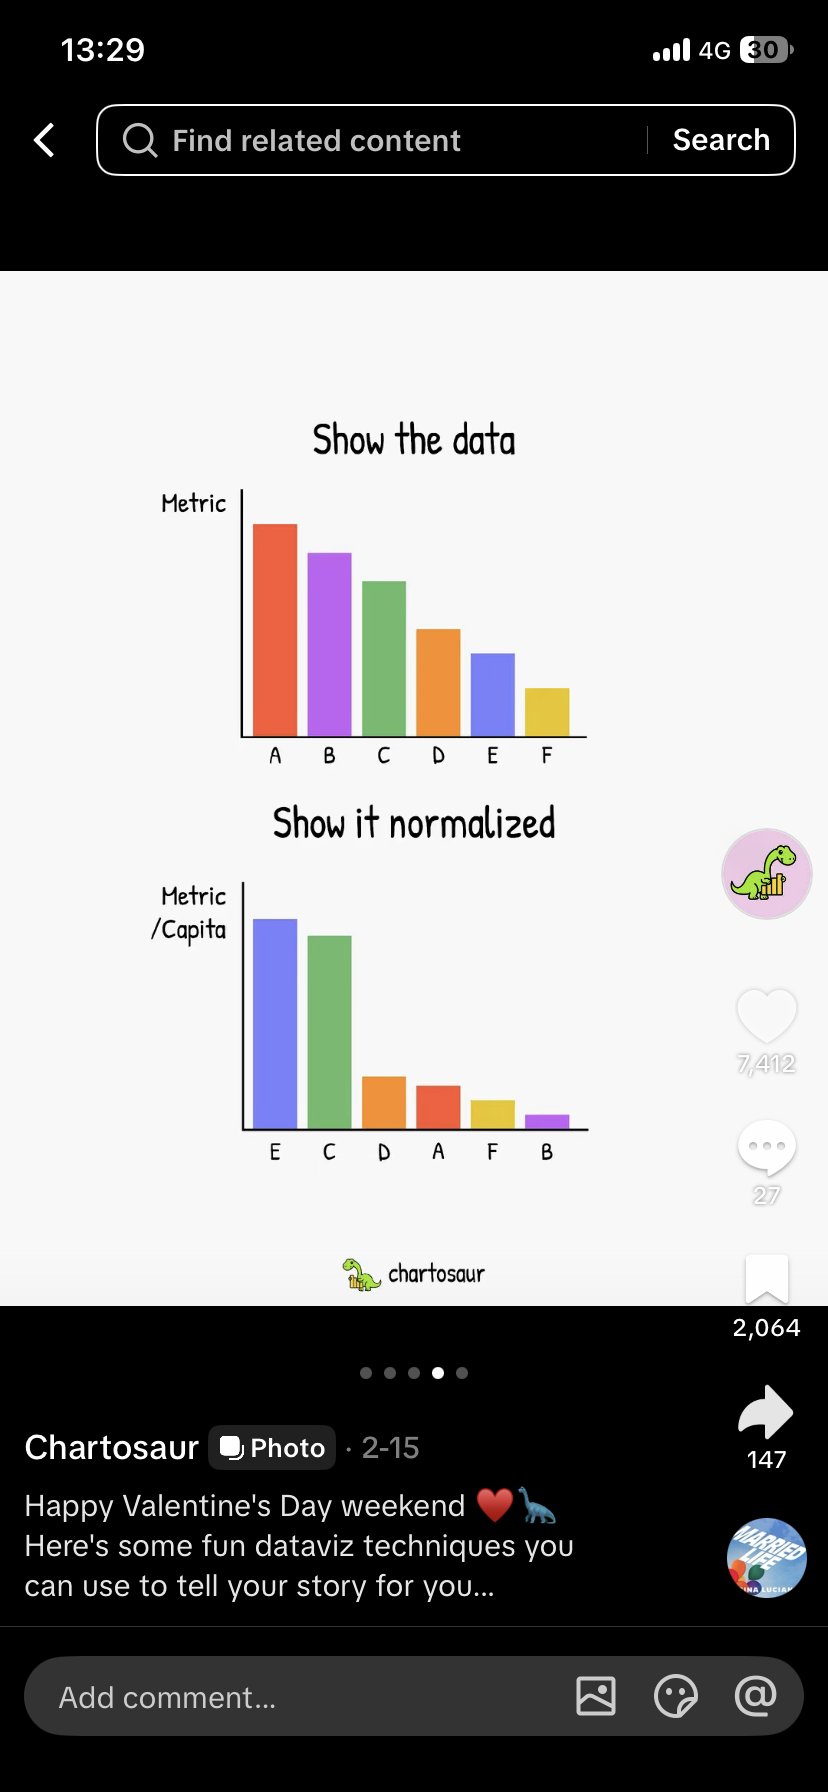 13:29
4G 30
Find related content
Search
Show the data
Metric
A B C D E F
Show it normalized
Metric
/Capita
E C D A F B
chartosaur
7,412
27
2,064
147
Chartosaur Photo · 2-15
Happy Valentine's Day weekend ❤️🦕
Here's some fun dataviz techniques you
can use to tell your story for you...
MARRIED
LIFE
Add comment...